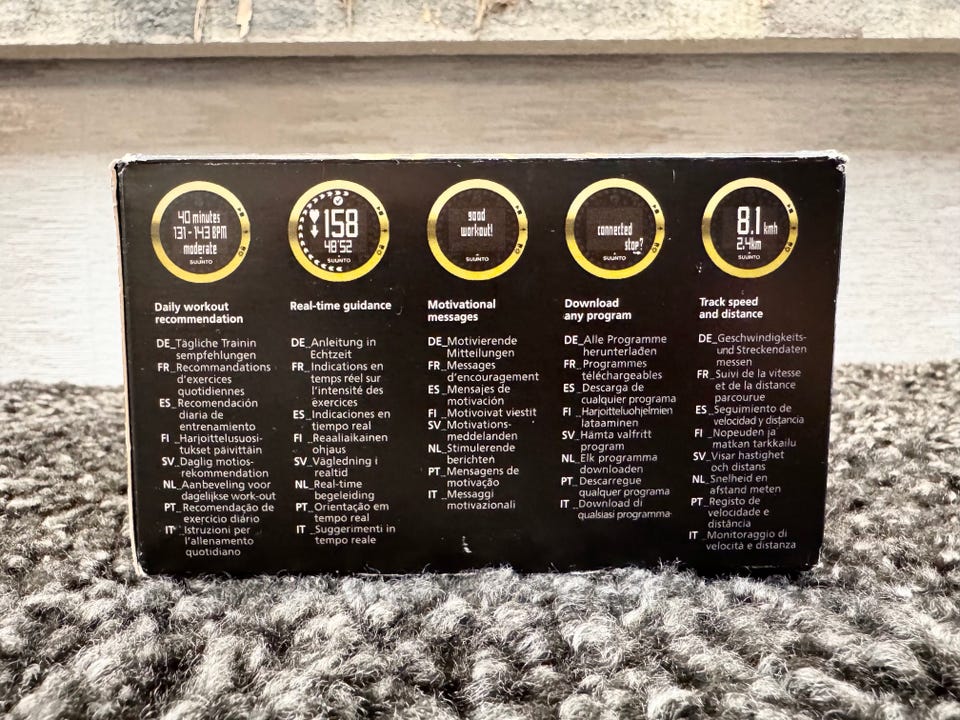 40 minutes
131-143 BPM
moderate
SUUNTO
Daily workout
recommendation
DE_Tägliche Trainin
sempfehlungen
FR_Recommandations
d'exercices
quotidiennes
ES_Recomendación
diaria de
entrenamiento
FI_Harjoittelusuosi-
tukset päivittäin
SV_Daglig motios-
rekommendation
NL_Aanbeveling voor
dagelijkse work-out
PT_Recomendação de
exercício diário
IT_Istruzioni per
l'allenamento
quotidiano
158
48'52
SUUNTO
Real-time guidance
DE_Anleitung in
Echtzeit
FR_Indications en
temps réel sur
l'intensité des
exercices
ES_Indicaciones en
tiempo real
FI_Reaaliaikainen
ohjaus
SV_Vägledning i
realtid
NL_Real-time
begeleiding
PT_Orientação em
tempo real
IT_Suggerimenti in
tempo reale
good
workout!
SUUNTO
Motivational
messages
DE_Motivierende
Mitteilungen
FR_Messages
d'encouragement
ES_Mensajes de
motivación
FI_Motivoivat viestit
SV_Motivations-
meddelanden
NL_Stimulerende
berichten
PT_Mensagens de
motivação
IT_Messaggi
motivazionali
connected
stop?
SUUNTO
Download
any program
DE_Alle Programme
herunterladen
FR_Programmes
téléchargeables
ES_Descarga de
cualquier programa
FI_Harjoitteluohjelmien
lataaminen
SV_Hämta valfritt
program
NL_Elk programma
downloaden
PT_Descarregue
qualquer programa
IT_Download di
qualsiasi programma
8.1 kmh
2.41km
SUUNTO
Track speed
and distance
DE_Geschwindigkeits-
und Streckendaten
messen
FR_Suivi de la vitesse
et de la distance
parcourue
ES_Seguimiento de
velocidad y distancia
FI_Nopeuden ja
matkan tarkkailu
SV_Visar hastighet
och distans
NL_Snelheid en
afstand meten
PT_Registo de
velocidade e
distância
IT_Monitoraggio di
velocità e distanza